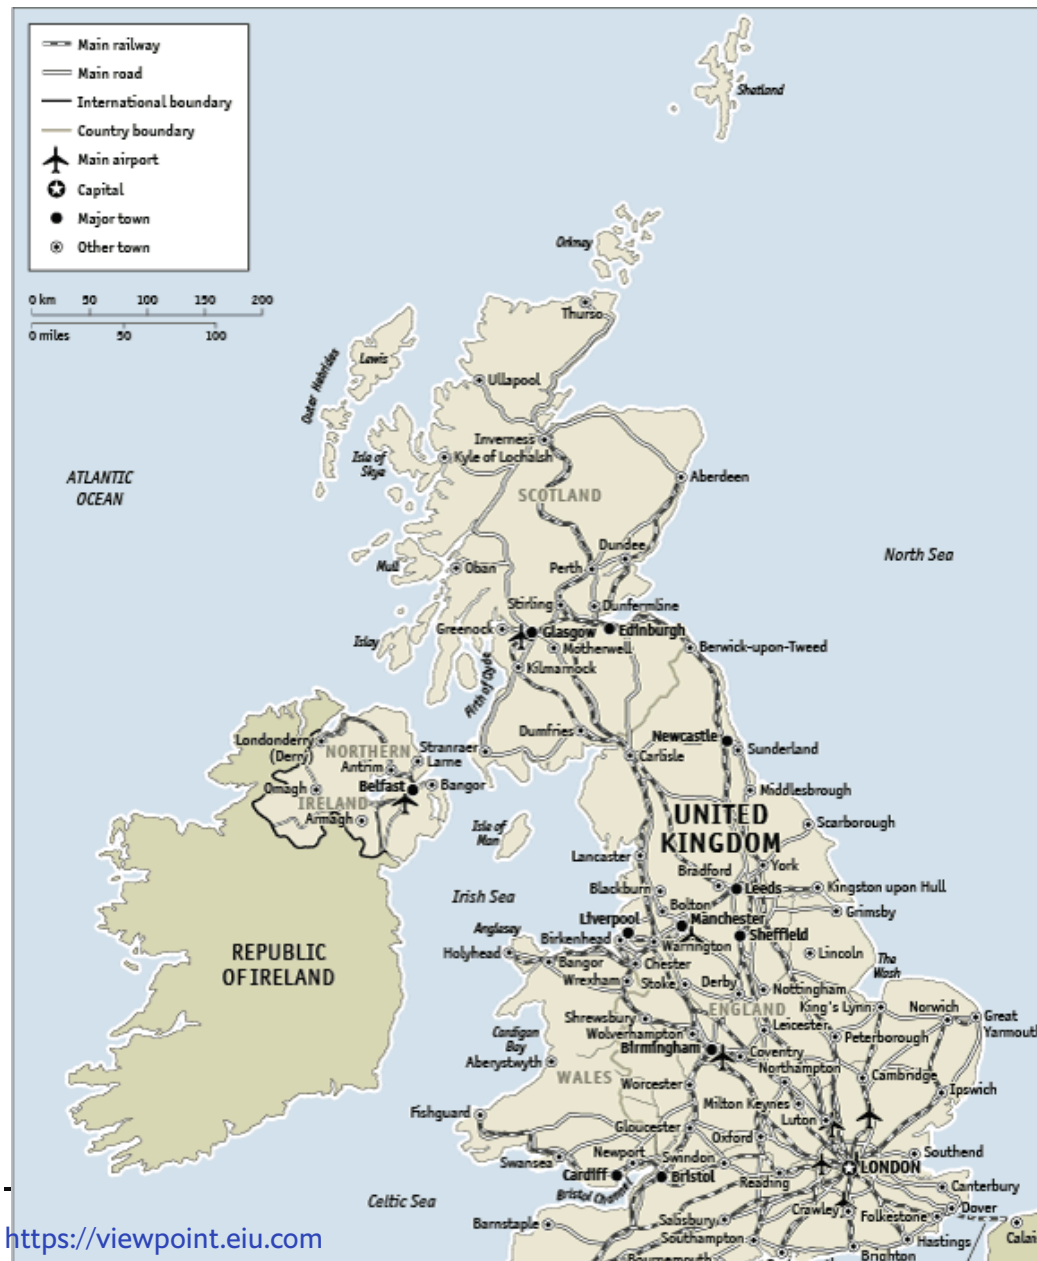 Main railway
Main road
International boundary
Country boundary
Main airport
Capital
Major town
Other town
0 km 50 100 150 200
0 miles 50 100
Shetland
Orkney
Thurso
Lewis
Outer Hebrides
Ullapool
Inverness
Isle of
Skye
Kyle of Lochalsh
ATLANTIC
OCEAN
Aberdeen
SCOTLAND
Dundee
North Sea
Mull
Oban
Perth
Stirling
Dunfermline
Greenock
Glasgow
Edinburgh
Islay
Motherwell
Berwick-upon-Tweed
Firth of Clyde
Kilmarnock
Dumfries
Newcastle
Londonderry
(Derry)
NORTHERN
IRELAND
Stranraer
Larne
Carlisle
Sunderland
Antrim
Omagh
Belfast
Bangor
Middlesbrough
Armagh
UNITED
KINGDOM
Isle of
Man
Scarborough
Lancaster
Bradford
York
Blackburn
Leeds
Kingston upon Hull
Irish Sea
Bolton
Grimsby
Liverpool
Manchester
Anglesey
Birkenhead
Warrington
Sheffield
REPUBLIC
OF IRELAND
Holyhead
Bangor
Chester
Lincoln
The
Wash
Wrexham
Stoke
Derby
Nottingham
King's Lynn
Norwich
Great
Yarmouth
ENGLAND
Shrewsbury
Leicester
Cardigan
Bay
Wolverhampton
Peterborough
Birmingham
Coventry
Aberystwyth
Northampton
WALES
Cambridge
Worcester
Ipswich
Milton Keynes
Fishguard
Luton
Gloucester
Oxford
Newport
Swindon
Southend
Swansea
LONDON
Cardiff
Bristol
Reading
Canterbury
Bristol Channel
Celtic Sea
Crawley
Dover
Folkestone
Barnstaple
Salisbury
Calai
Southampton
Hastings
Bournemouth
Brighton
https://viewpoint.eiu.com